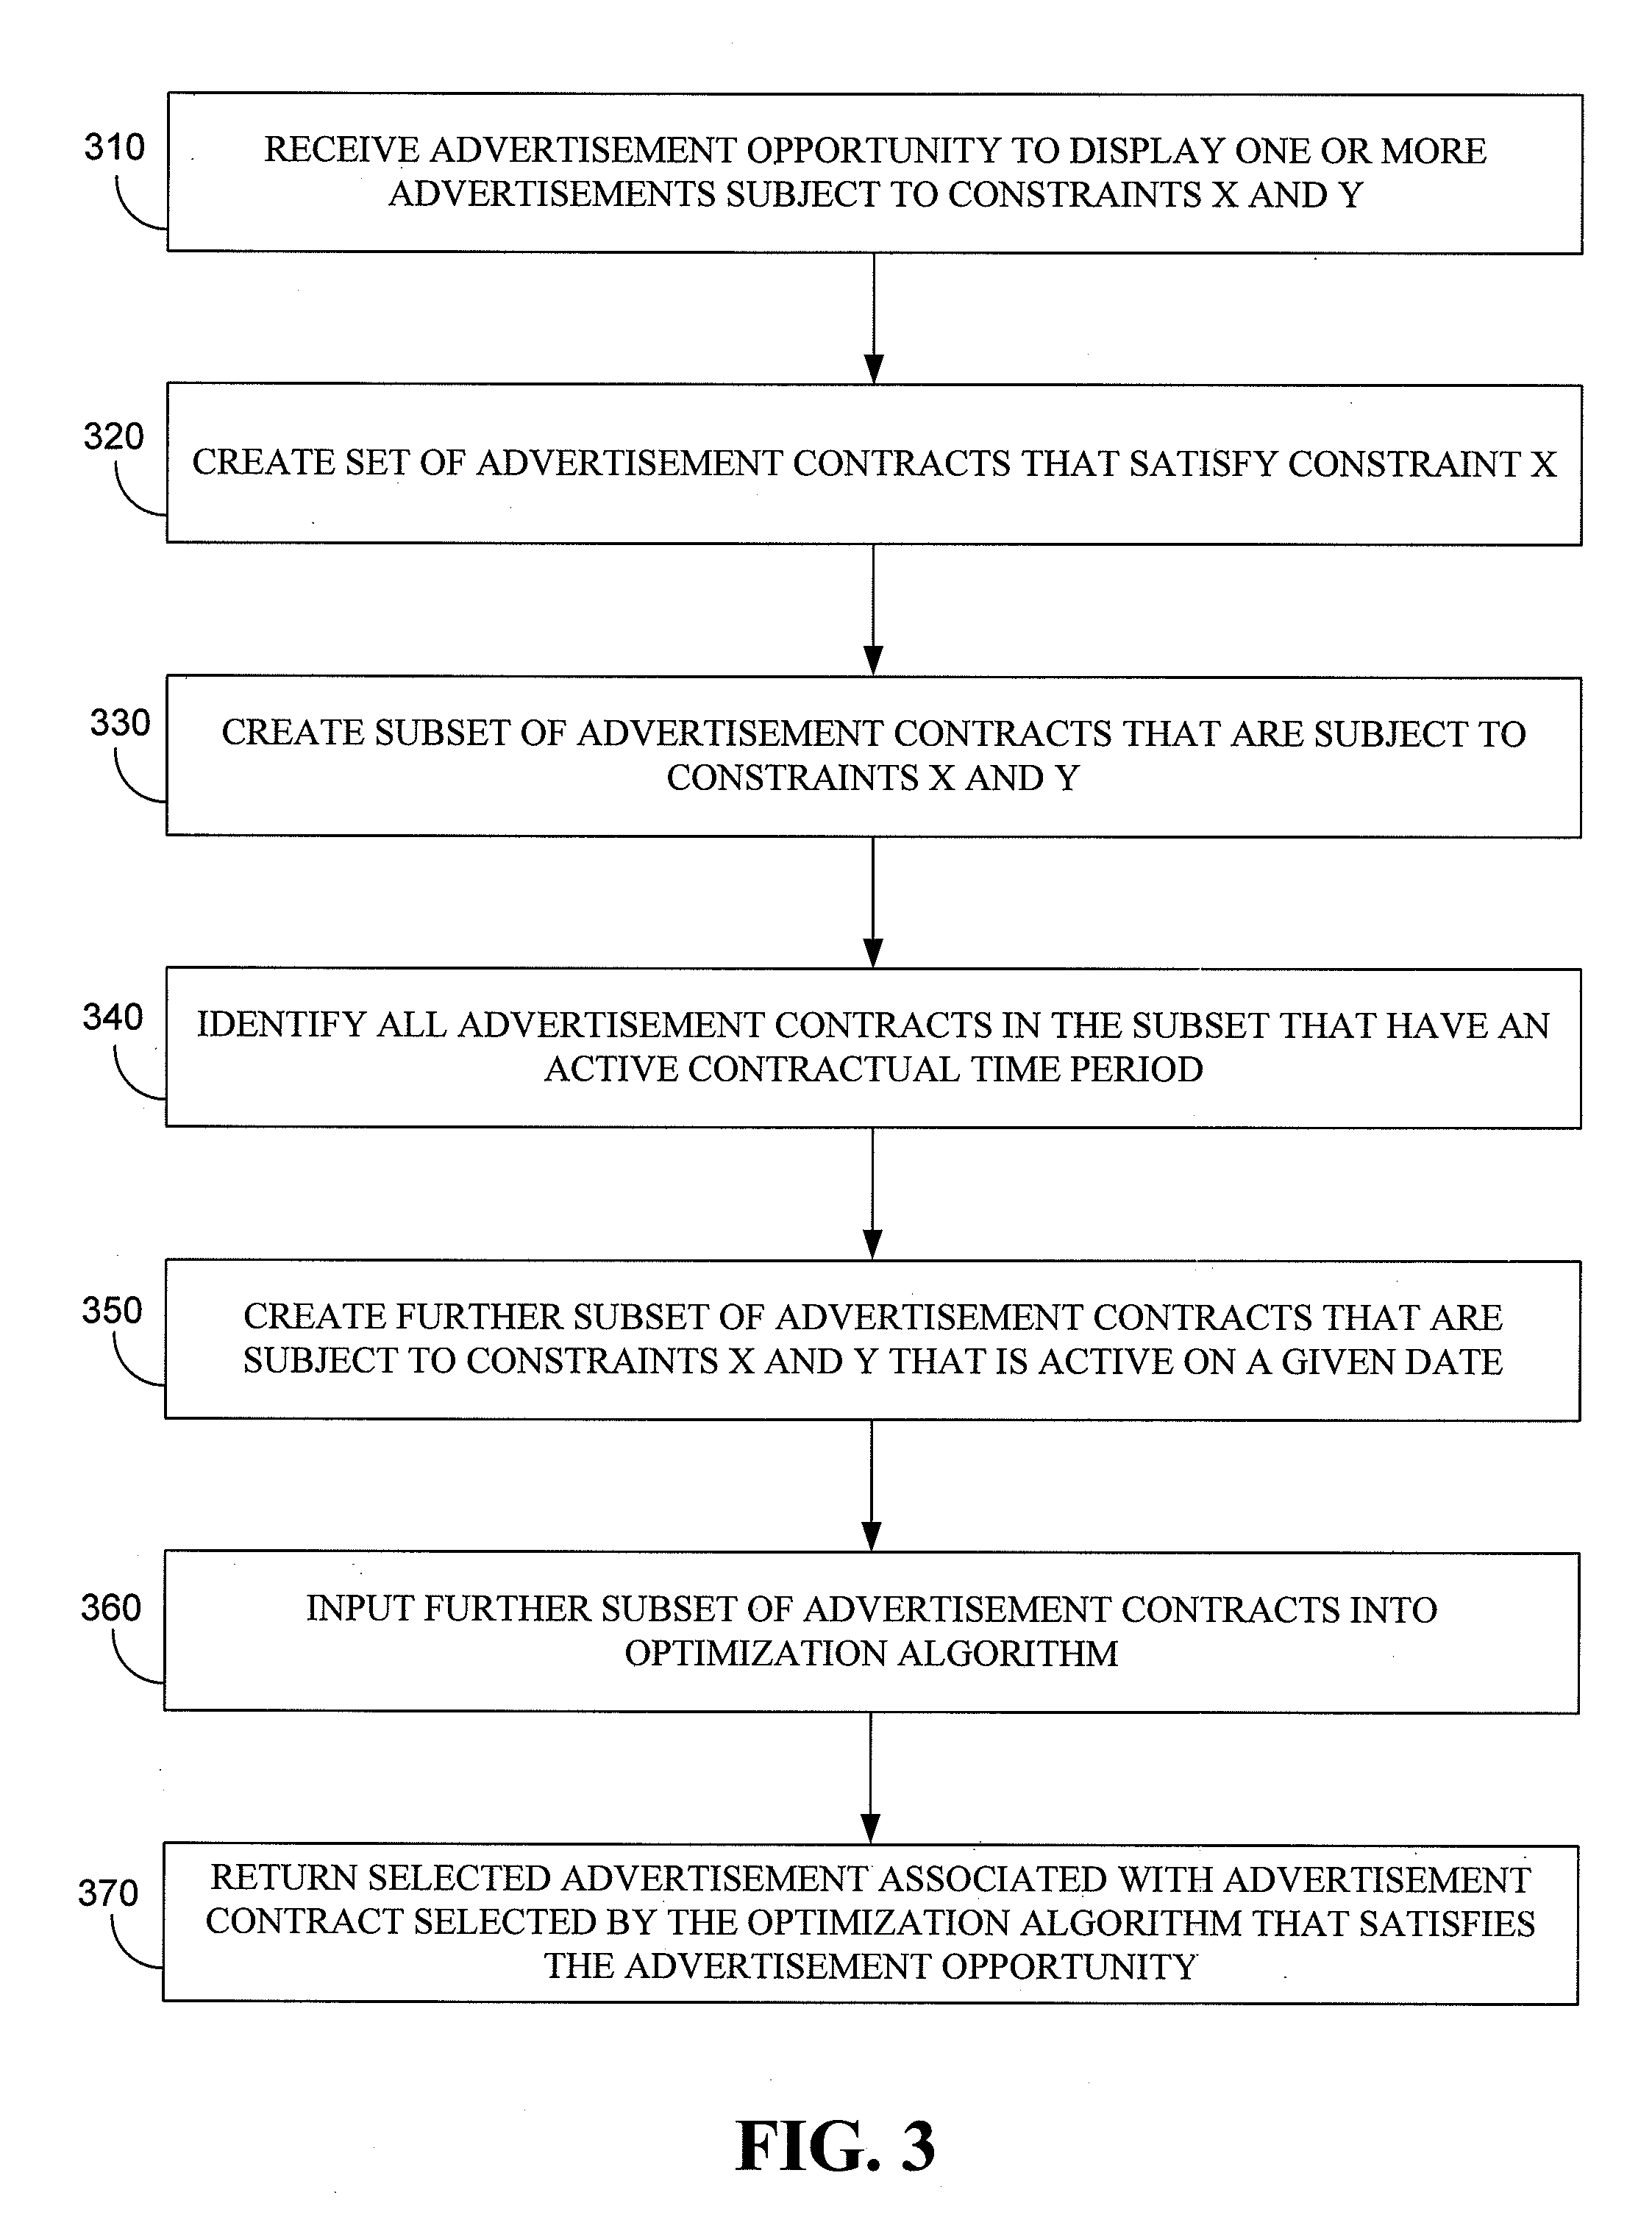 310
RECEIVE ADVERTISEMENT OPPORTUNITY TO DISPLAY ONE OR MORE
ADVERTISEMENTS SUBJECT TO CONSTRAINTS X AND Y
320
CREATE SET OF ADVERTISEMENT CONTRACTS THAT SATISFY CONSTRAINT X
330
CREATE SUBSET OF ADVERTISEMENT CONTRACTS THAT ARE SUBJECT TO
CONSTRAINTS X AND Y
340
IDENTIFY ALL ADVERTISEMENT CONTRACTS IN THE SUBSET THAT HAVE AN
ACTIVE CONTRACTUAL TIME PERIOD
350
CREATE FURTHER SUBSET OF ADVERTISEMENT CONTRACTS THAT ARE
SUBJECT TO CONSTRAINTS X AND Y THAT IS ACTIVE ON A GIVEN DATE
360
INPUT FURTHER SUBSET OF ADVERTISEMENT CONTRACTS INTO
OPTIMIZATION ALGORITHM
370
RETURN SELECTED ADVERTISEMENT ASSOCIATED WITH ADVERTISEMENT
CONTRACT SELECTED BY THE OPTIMIZATION ALGORITHM THAT SATISFIES
THE ADVERTISEMENT OPPORTUNITY
FIG. 3